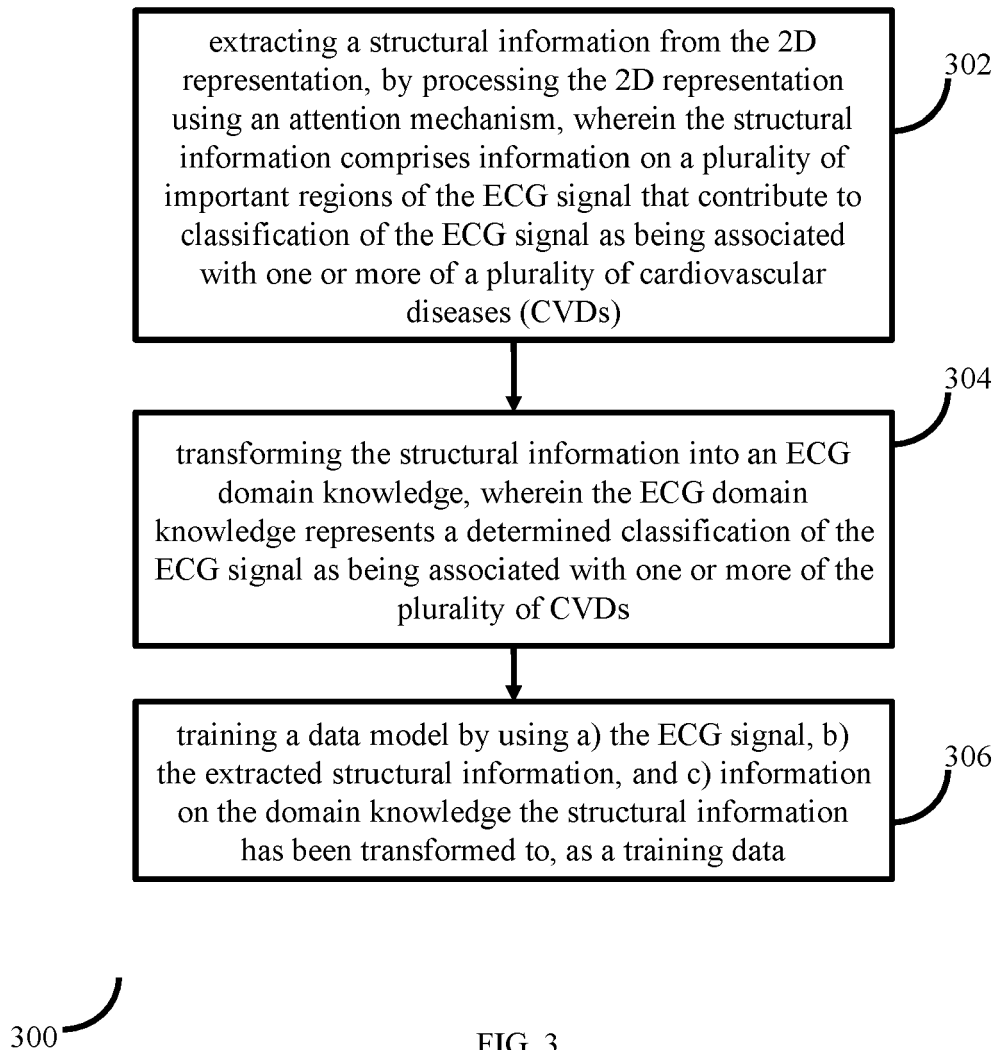 extracting a structural information from the 2D
representation, by processing the 2D representation
using an attention mechanism, wherein the structural
information comprises information on a plurality of
important regions of the ECG signal that contribute to
classification of the ECG signal as being associated
with one or more of a plurality of cardiovascular
diseases (CVDs)
302
transforming the structural information into an ECG
domain knowledge, wherein the ECG domain
knowledge represents a determined classification of the
ECG signal as being associated with one or more of the
plurality of CVDs
304
training a data model by using a) the ECG signal, b)
the extracted structural information, and c) information
on the domain knowledge the structural information
has been transformed to, as a training data
306
300
FIG. 3